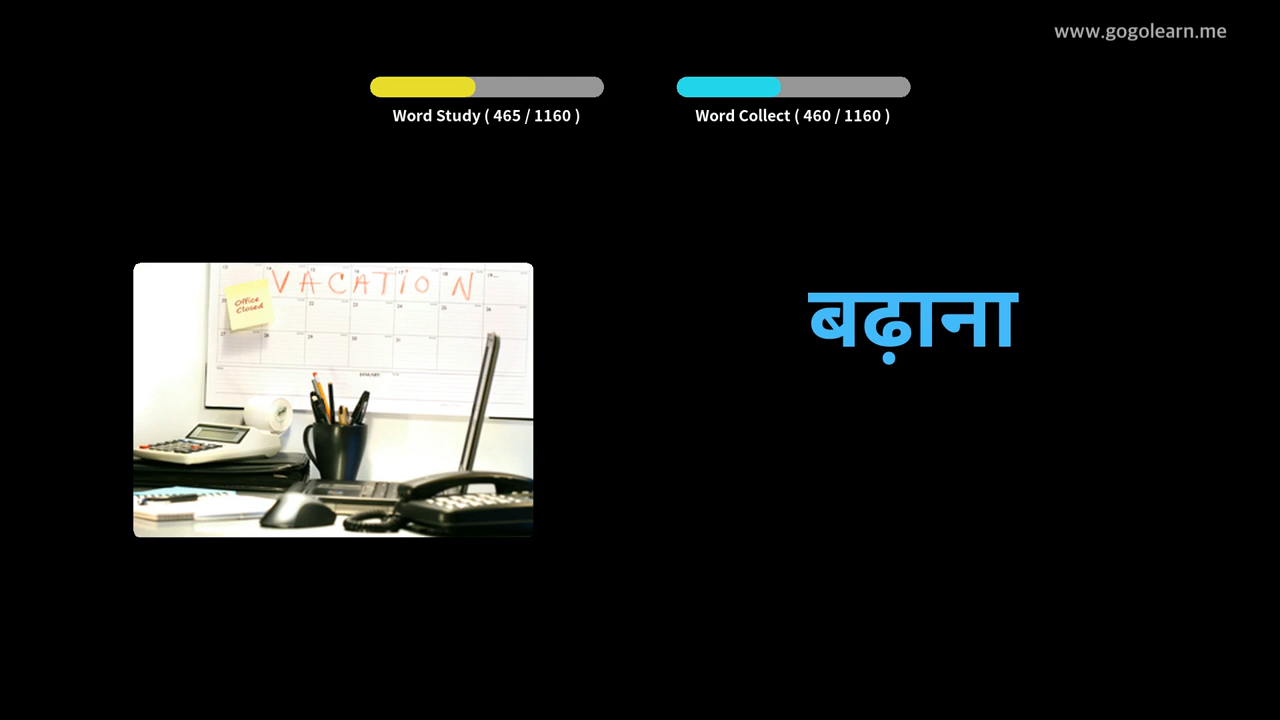 www.gogolearn.me
Word Study ( 465 / 1160 )
Word Collect ( 460 / 1160 )
VACATION
Office
Closed
बढ़ाना